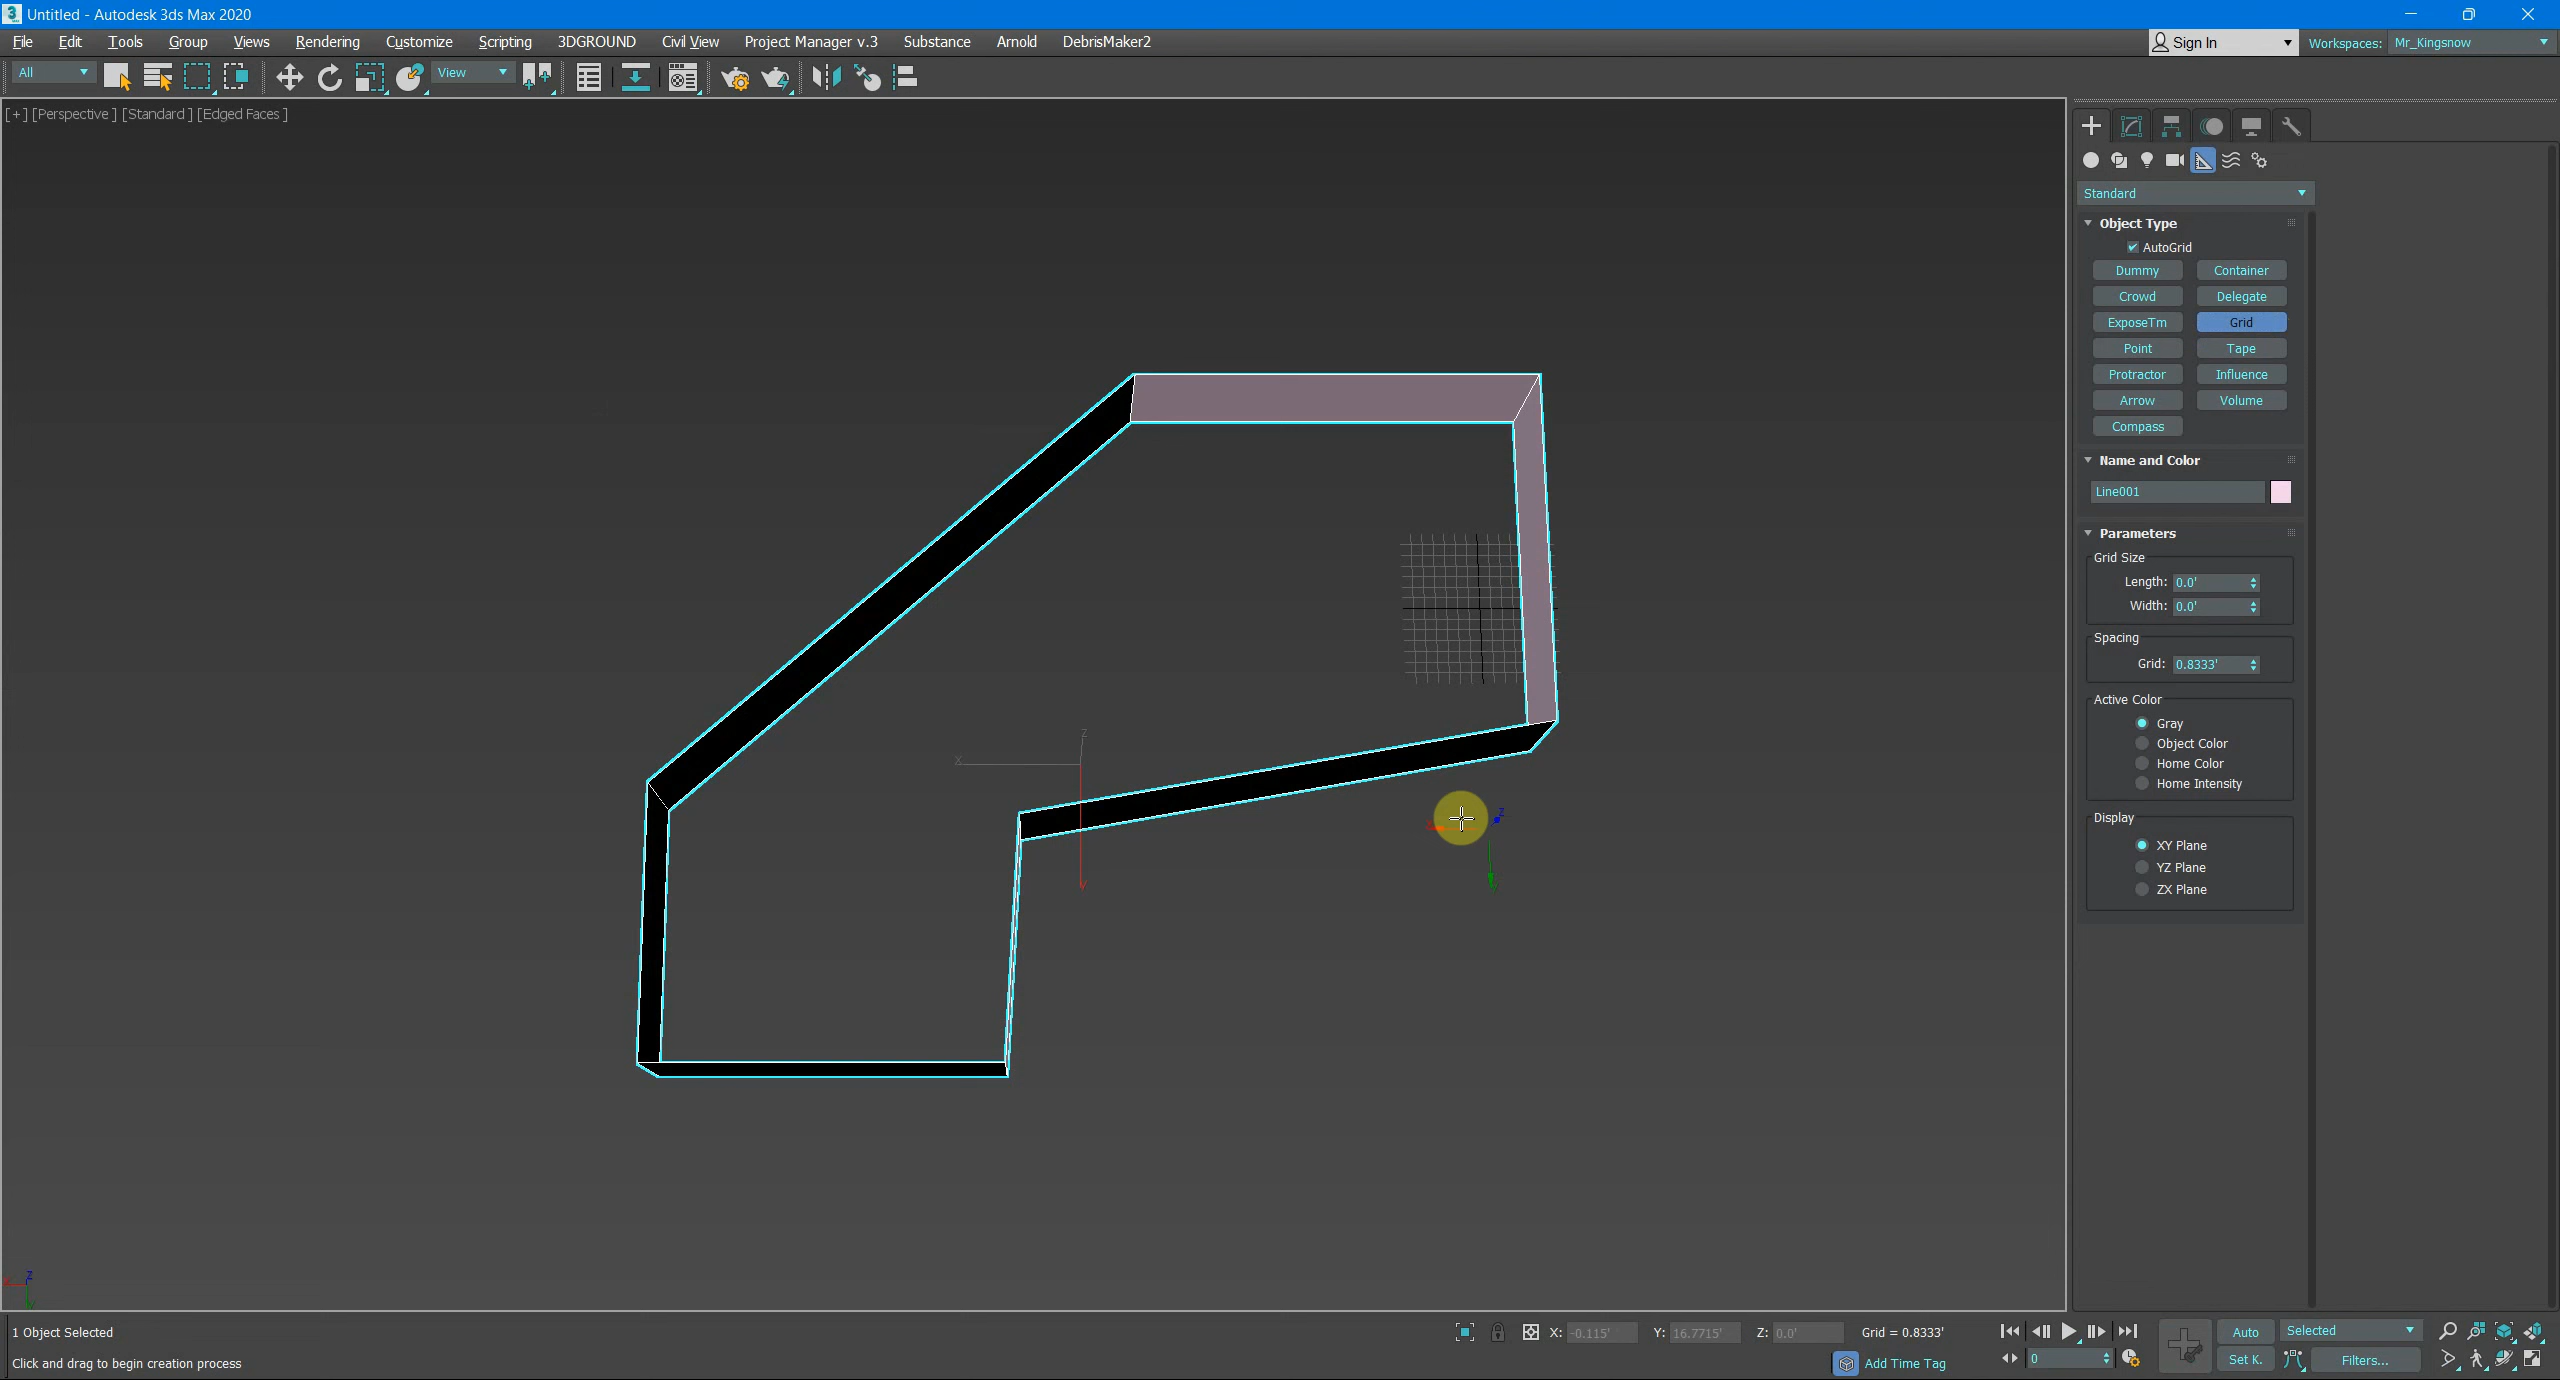 Untitled - Autodesk 3ds Max 2020
File Edit Tools Group Views Rendering Customize Scripting 3DGROUND Civil View Project Manager v.3 Substance Arnold DebrisMaker2
Sign In Workspaces: Mr_Kingsnow
All View
[+] [Perspective ] [Standard ] [Edged Faces ]
Standard
Object Type
AutoGrid
Dummy Container
Crowd Delegate
ExposeTm Grid
Point Tape
Protractor Influence
Arrow Volume
Compass
Name and Color
Line001
Parameters
Grid Size
Length: 0.0'
Width: 0.0'
Spacing
Grid: 0.8333'
Active Color
Gray
Object Color
Home Color
Home Intensity
Display
XY Plane
YZ Plane
ZX Plane
z
x
y
z
y
z
1 Object Selected
X: -0.115' Y: 16.7715' Z: 0.0' Grid = 0.8333'
Auto Selected
Click and drag to begin creation process
Add Time Tag
0
Set K. Filters...